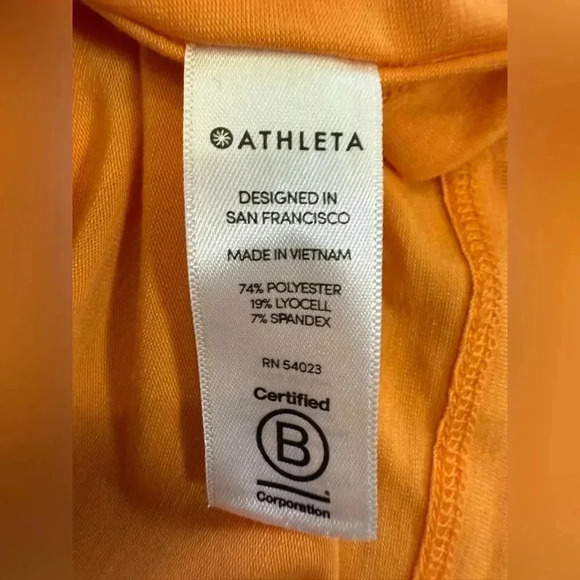 ATHLETA
DESIGNED IN
SAN FRANCISCO
MADE IN VIETNAM
74% POLYESTER
19% LYOCELL
7% SPANDEX
RN 54023
Certified
B
Corporation